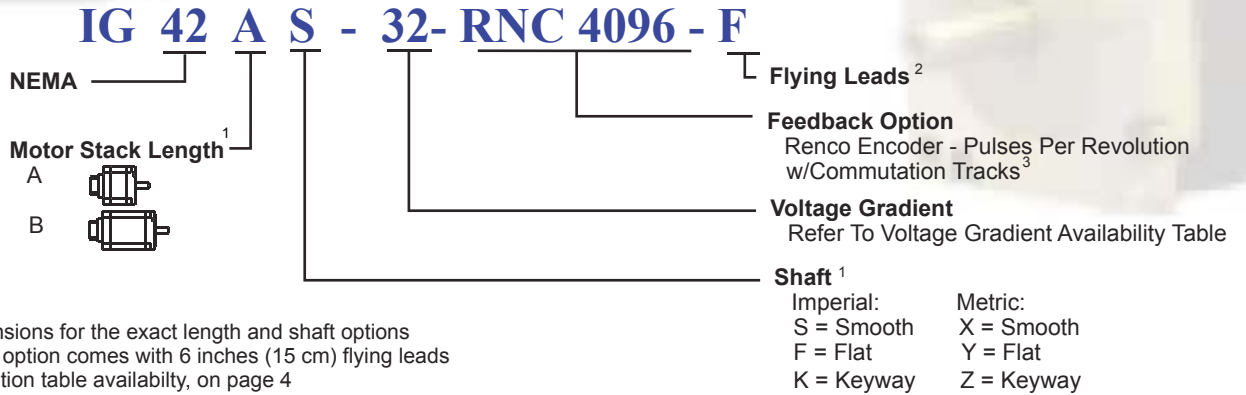 IG 42 A S - 32- RNC 4096 - F
NEMA
Flying Leads 2
Feedback Option
Renco Encoder - Pulses Per Revolution
w/Commutation Tracks 3
Motor Stack Length 1
A
B
Voltage Gradient
Refer To Voltage Gradient Availability Table
Shaft 1
Imperial: Metric:
S = Smooth X = Smooth
F = Flat Y = Flat
K = Keyway Z = Keyway
for the exact length and shaft options
option comes with 6 inches (15 cm) flying leads
table availabilty, on page 4